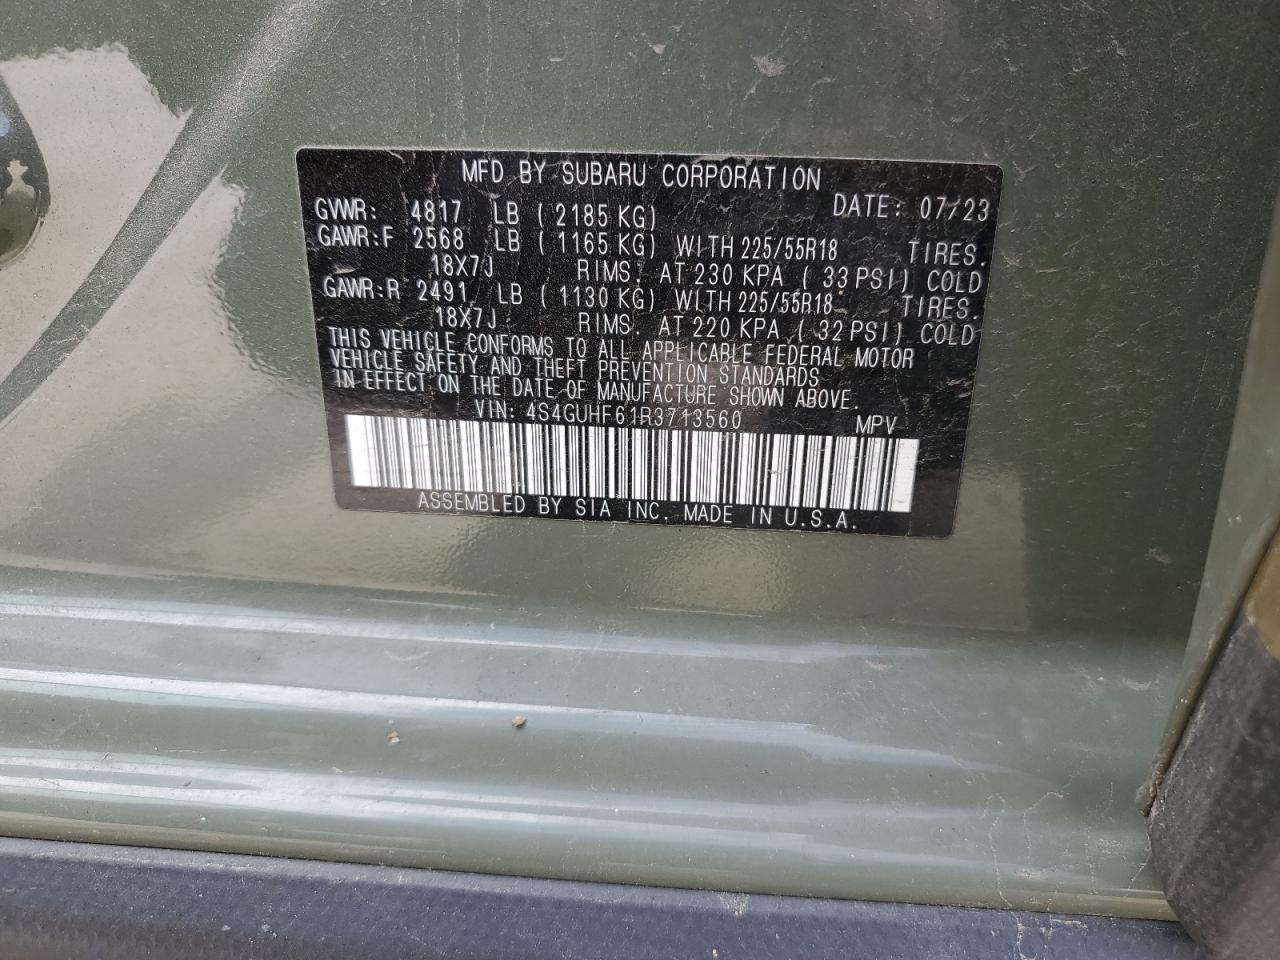 MFD BY SUBARU CORPORATION
DATE: 07/23
GVWR: 4817 LB ( 2185 KG)
GAWR:F 2568 LB ( 1165 KG) WITH 225/55R18 TIRES.
18X7J RIMS. AT 230 KPA ( 33 PSI) COLD
GAWR:R 2491 LB ( 1130 KG) WITH 225/55R18 TIRES.
18X7J RIMS. AT 220 KPA ( 32 PSI) COLD
THIS VEHICLE CONFORMS TO ALL APPLICABLE FEDERAL MOTOR
VEHICLE SAFETY AND THEFT PREVENTION STANDARDS
IN EFFECT ON THE DATE OF MANUFACTURE SHOWN ABOVE.
VIN: 4S4GUHF61R3713560 MPV
ASSEMBLED BY SIA INC. MADE IN U.S.A.